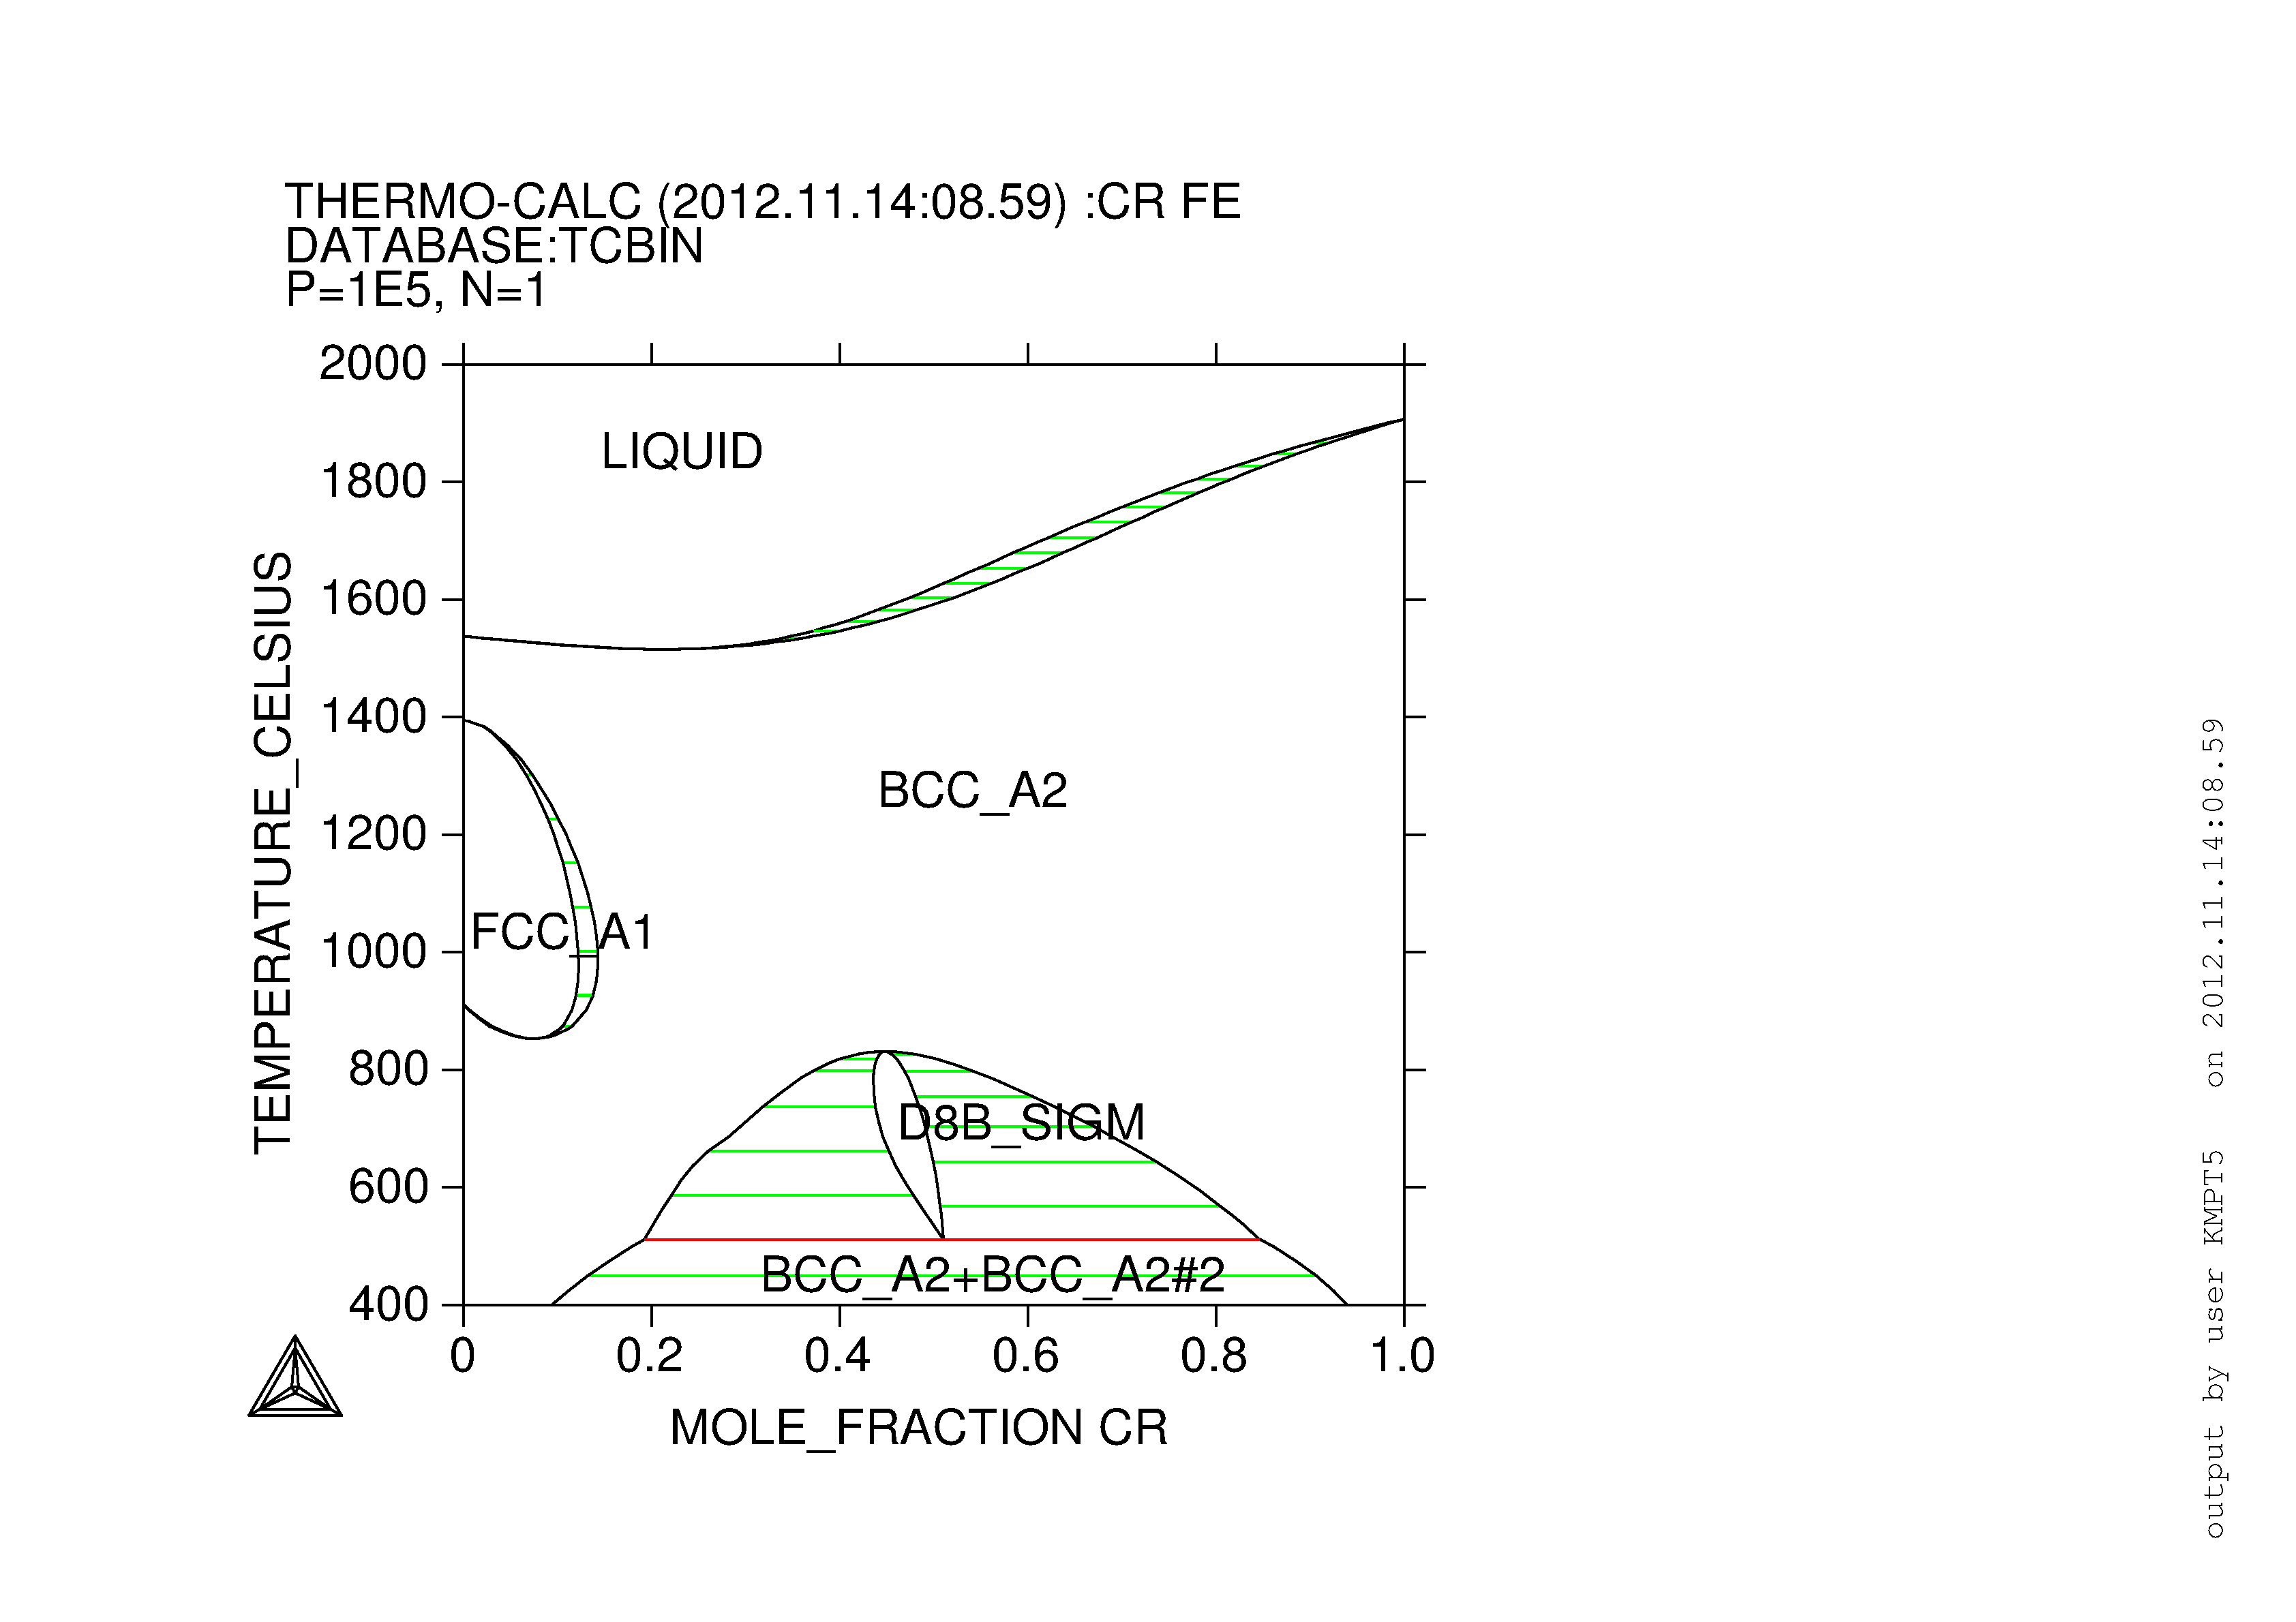 THERMO-CALC (2012.11.14:08.59) :CR FE
DATABASE:TCBIN
P=1E5, N=1
2000
1800
1600
1400
1200
1000
800
600
400
TEMPERATURE_CELSIUS
LIQUID
BCC_A2
FCC_A1
D8B_SIGM
BCC_A2+BCC_A2#2
0 0.2 0.4 0.6 0.8 1.0
MOLE_FRACTION CR
output by user KMPT5 on 2012.11.14:08.59